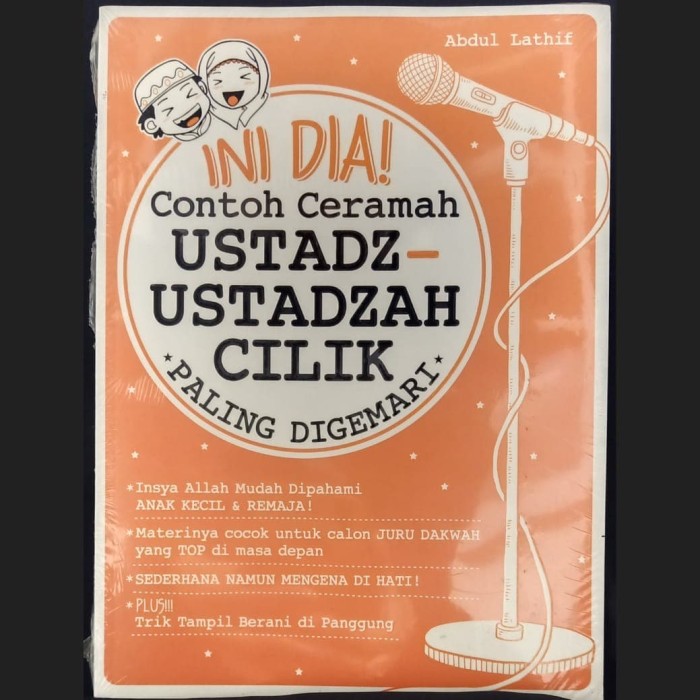 Abdul Lathif
INI DIA!
Contoh Ceramah
USTADZ-
USTADZAH
CILIK
PALING DIGEMARI
*Insya Allah Mudah Dipahami
ANAK KECIL & REMAJA!
*Materinya cocok untuk calon JURU DAKWAH
yang TOP di masa depan
*SEDERHANA NAMUN MENGENA DI HATI!
*PLUS!!!
Trik Tampil Berani di Panggung